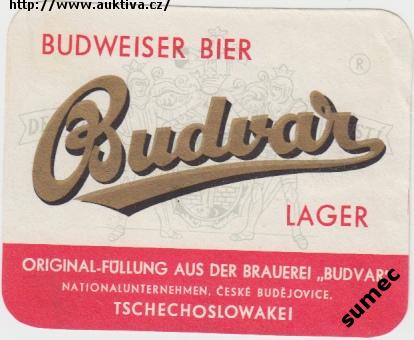 http://www.auktiva.cz/
BUDWEISER BIER
®
Budvar
LAGER
ORIGINAL-FÜLLUNG AUS DER BRAUEREI „BUDVAR“
NATIONALUNTERNEHMEN, ČESKÉ BUDĚJOVICE,
TSCHECHOSLOWAKEI
sumec